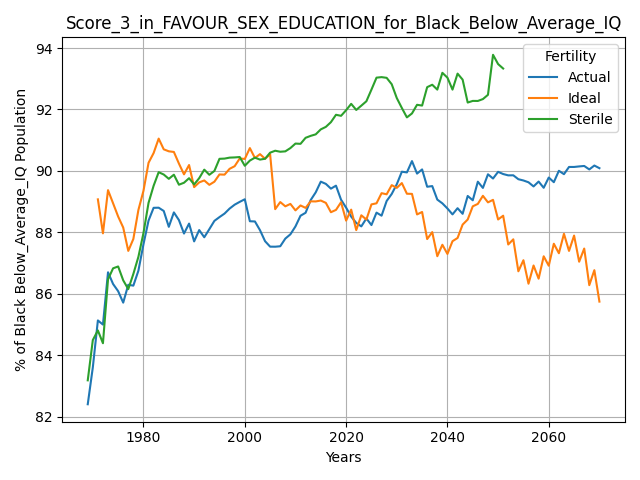 Score_3_in_FAVOUR_SEX_EDUCATION_for_Black_Below_Average_IQ
% of Black Below_Average_IQ Population
94
92
90
88
86
84
82
Fertility
Actual
Ideal
Sterile
1980
2000
2020
2040
2060
Years